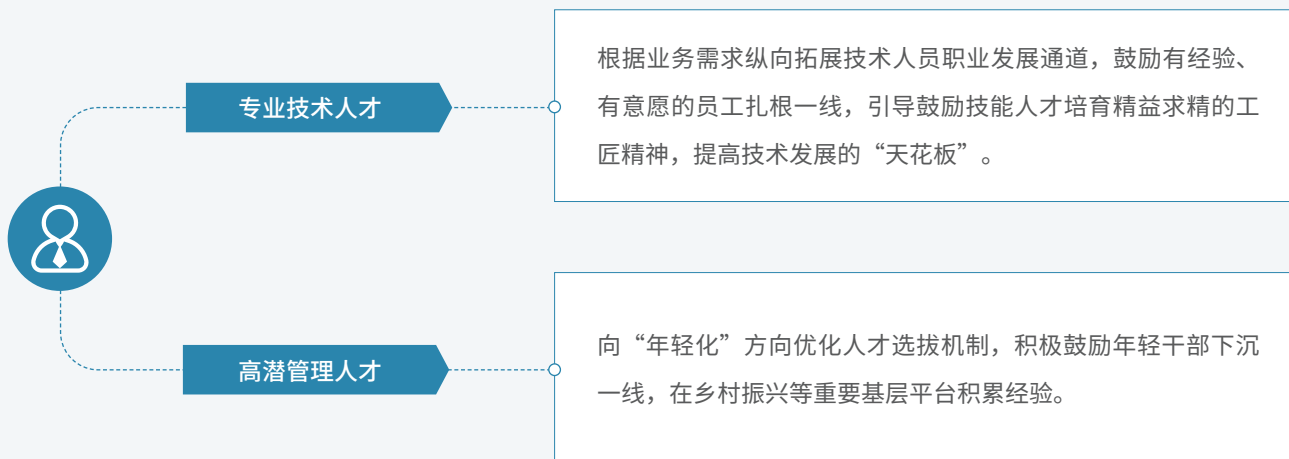 专业技术人才
根据业务需求纵向拓展技术人员职业发展通道，鼓励有经验、
有意愿的员工扎根一线，引导鼓励技能人才培育精益求精的工
匠精神，提高技术发展的“天花板”。
高潜管理人才
向“年轻化”方向优化人才选拔机制，积极鼓励年轻干部下沉
一线，在乡村振兴等重要基层平台积累经验。